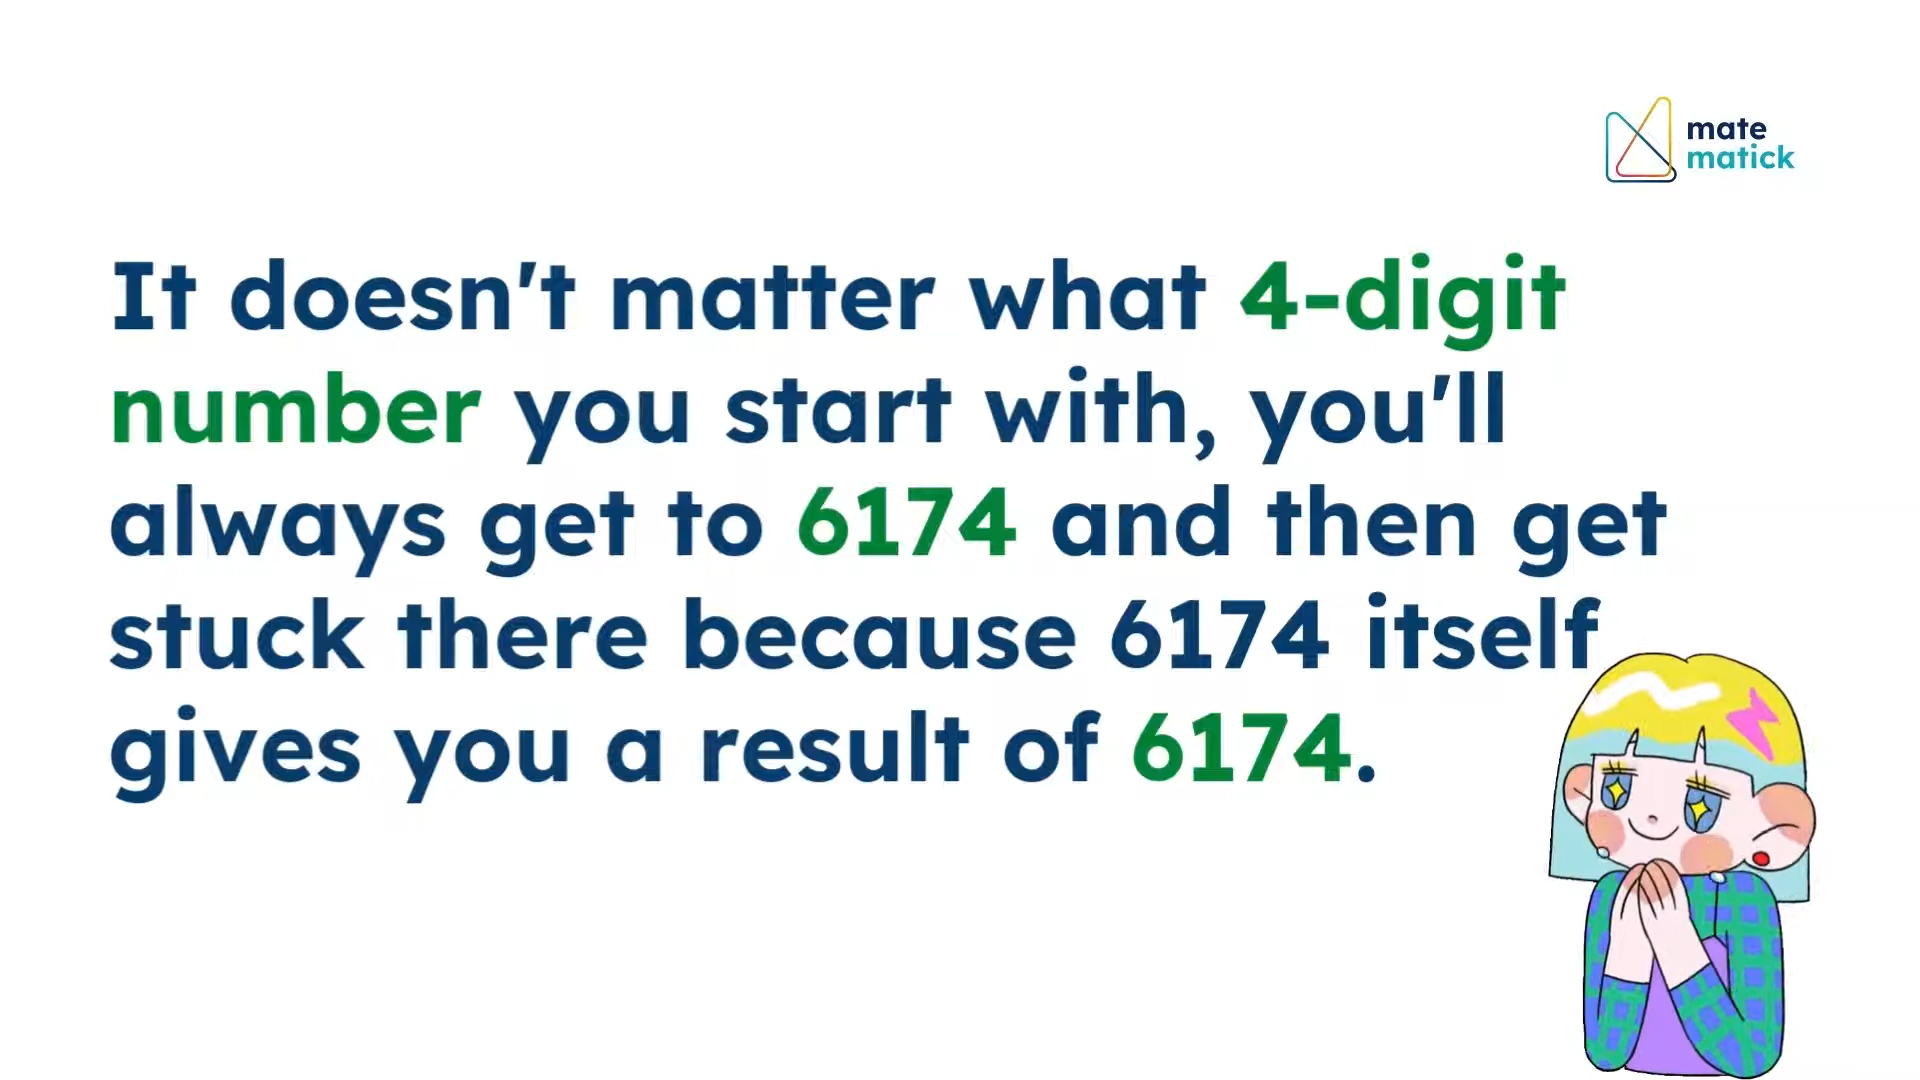 mate
matick
It doesn't matter what 4-digit
number you start with, you'll
always get to 6174 and then get
stuck there because 6174 itself
gives you a result of 6174.